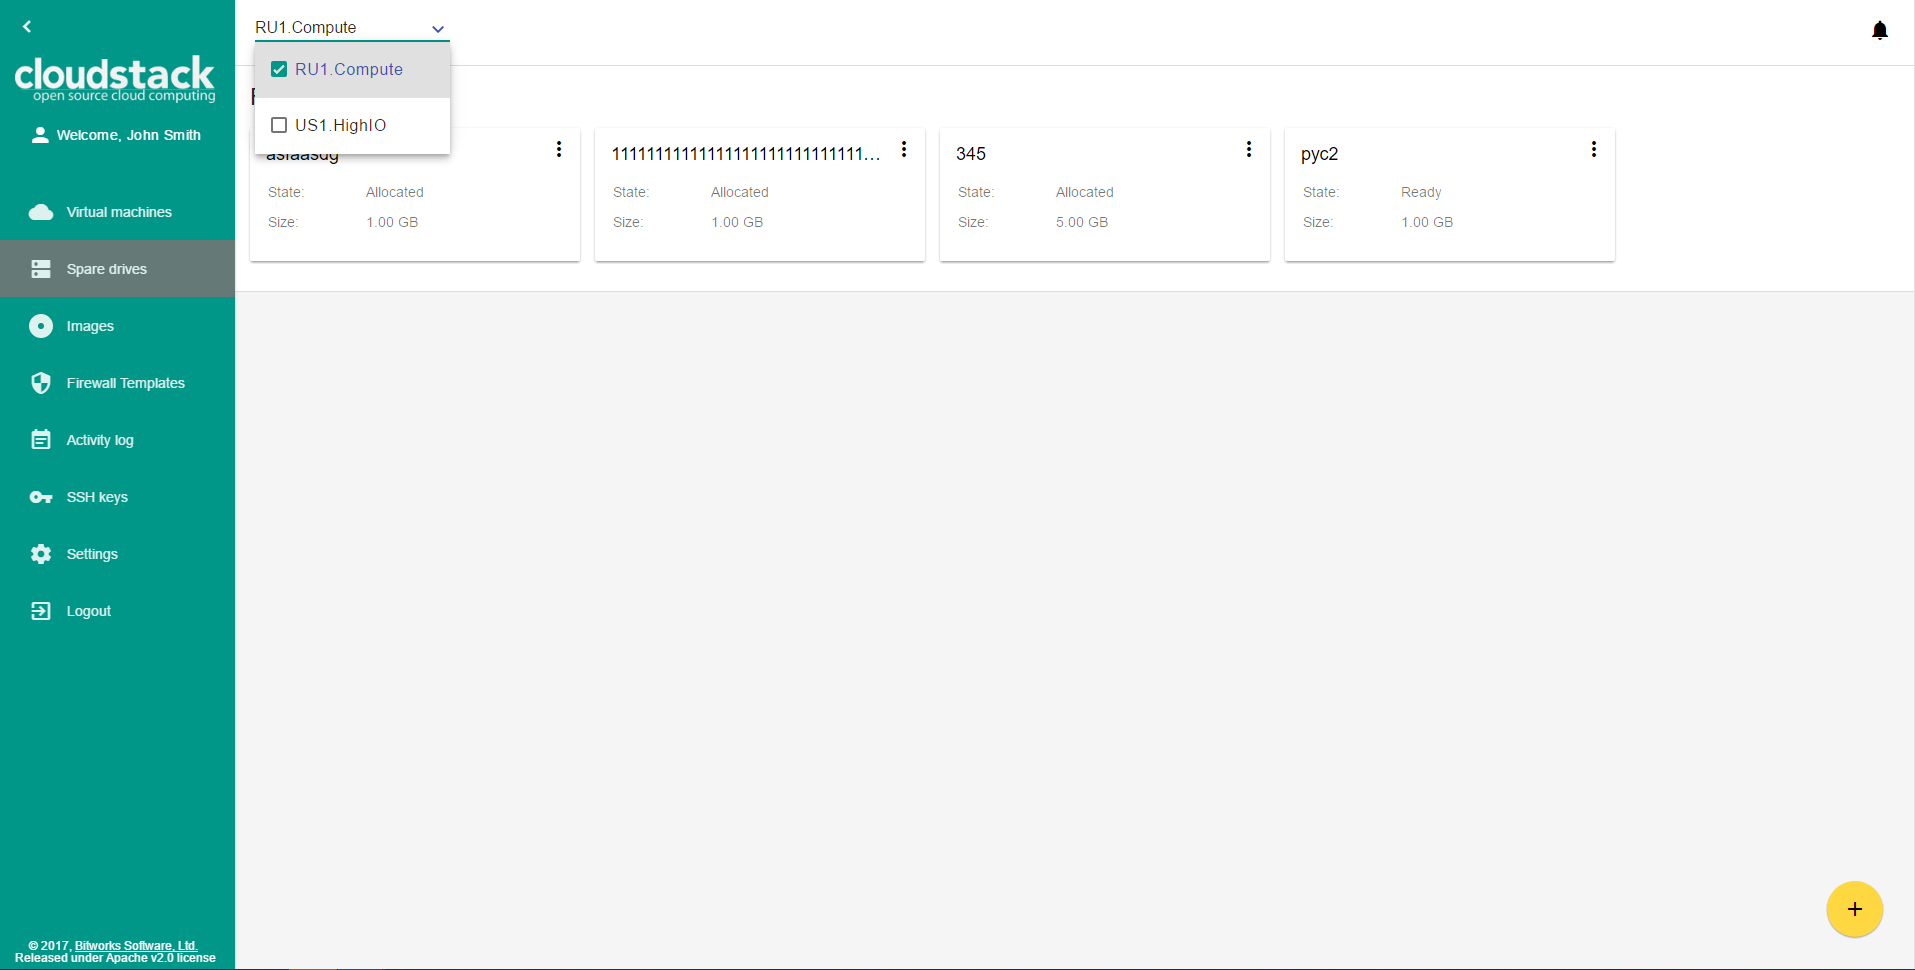 cloudstack
open source cloud computing
Welcome, John Smith
Virtual machines
Spare drives
Images
Firewall Templates
Activity log
SSH keys
Settings
Logout
© 2017, Bitworks Software, Ltd.
Released under Apache v2.0 license
RU1.Compute
RU1.Compute
US1.HighIO
State: Allocated
Size: 1.00 GB
State: Allocated
Size: 1.00 GB
345
State: Allocated
Size: 5.00 GB
pyc2
State: Ready
Size: 1.00 GB